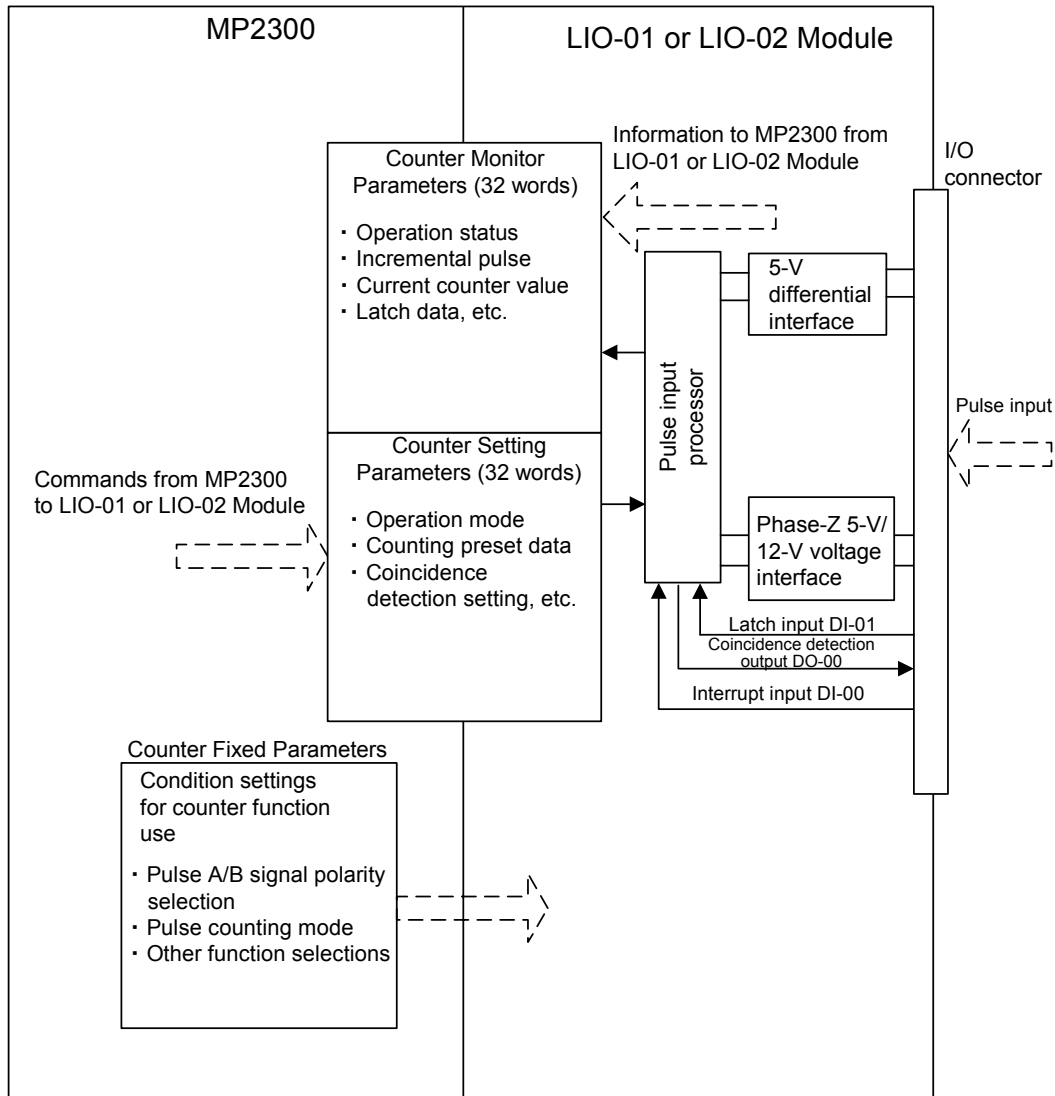 MP2300
LIO-01 or LIO-02 Module
Information to MP2300 from
LIO-01 or LIO-02 Module
I/O
connector
Counter Monitor
Parameters (32 words)
・Operation status
・Incremental pulse
・Current counter value
・Latch data, etc.
5-V
differential
interface
Pulse input
processor
Pulse input
Counter Setting
Parameters (32 words)
・Operation mode
・Counting preset data
・Coincidence
detection setting, etc.
Commands from MP2300
to LIO-01 or LIO-02 Module
Phase-Z 5-V/
12-V voltage
interface
Latch input DI-01
Coincidence detection
output DO-00
Interrupt input DI-00
Counter Fixed Parameters
Condition settings
for counter function
use
・Pulse A/B signal polarity
selection
・Pulse counting mode
・Other function selections